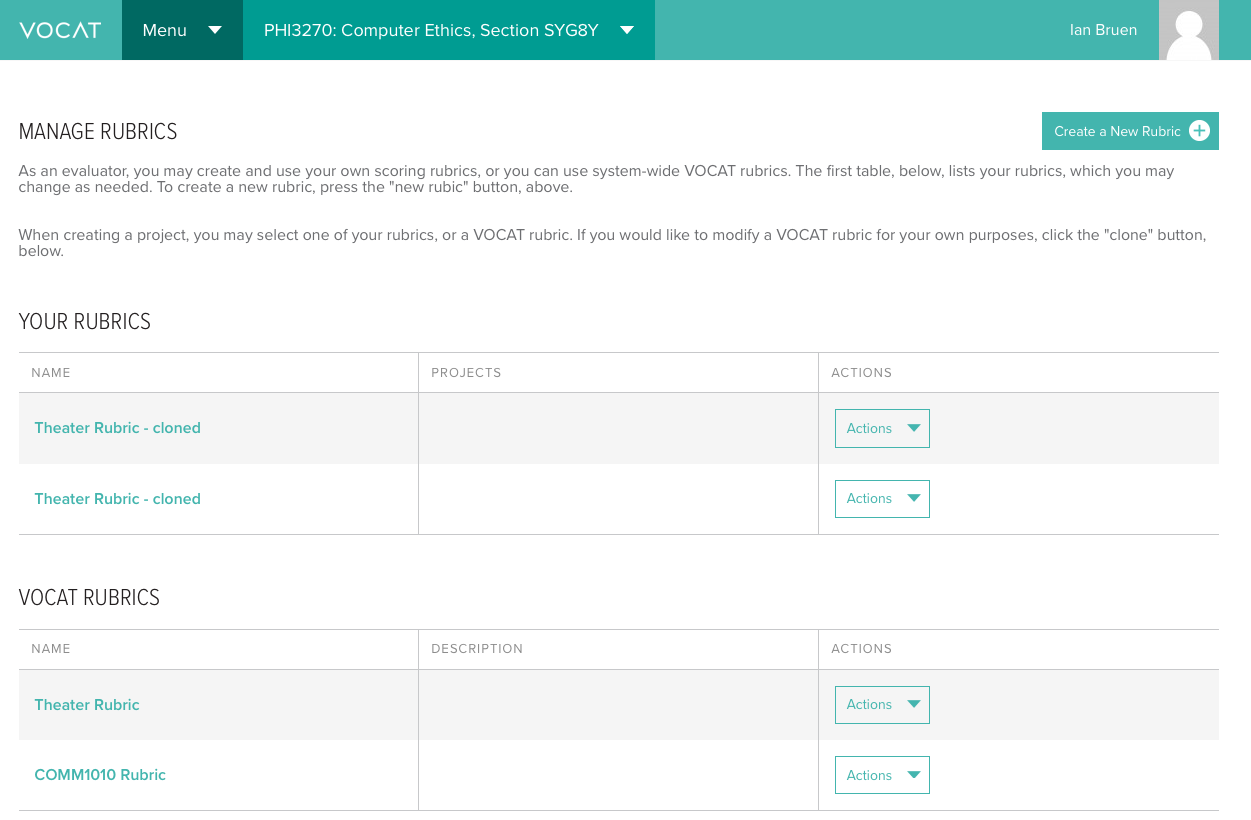 VOCAT Menu PHI3270: Computer Ethics, Section SYG8Y Ian Bruen
MANAGE RUBRICS
Create a New Rubric
As an evaluator, you may create and use your own scoring rubrics, or you can use system-wide VOCAT rubrics. The first table, below, lists your rubrics, which you may
change as needed. To create a new rubric, press the "new rubic" button, above.
When creating a project, you may select one of your rubrics, or a VOCAT rubric. If you would like to modify a VOCAT rubric for your own purposes, click the "clone" button,
below.
YOUR RUBRICS
NAME PROJECTS ACTIONS
Theater Rubric - cloned Actions
Theater Rubric - cloned Actions
VOCAT RUBRICS
NAME DESCRIPTION ACTIONS
Theater Rubric Actions
COMM1010 Rubric Actions